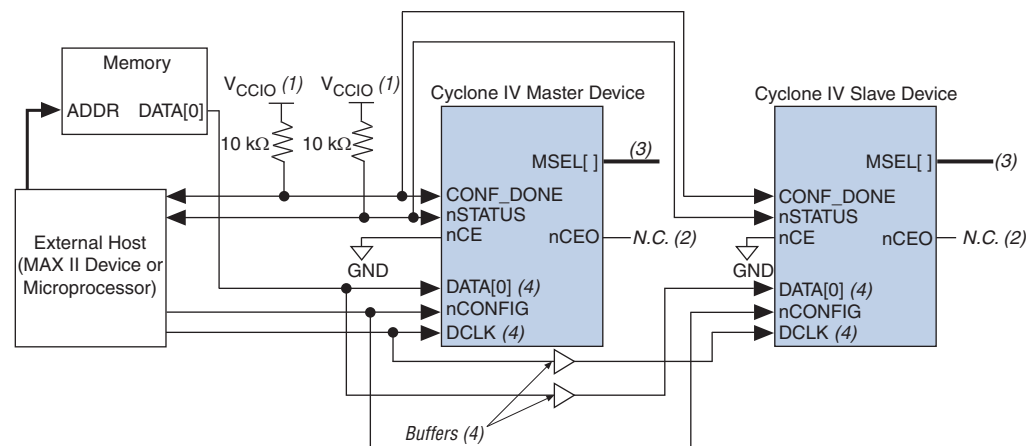 Memory
ADDR DATA[0]
VCCIO (1)
VCCIO (1)
10 kΩ
10 kΩ
External Host
(MAX II Device or
Microprocessor)
Cyclone IV Master Device
MSEL[ ]
(3)
CONF_DONE
nSTATUS
nCE
nCEO
N.C. (2)
GND
DATA[0] (4)
nCONFIG
DCLK (4)
Cyclone IV Slave Device
MSEL[ ]
(3)
CONF_DONE
nSTATUS
nCE
nCEO
N.C. (2)
GND
DATA[0] (4)
nCONFIG
DCLK (4)
Buffers (4)